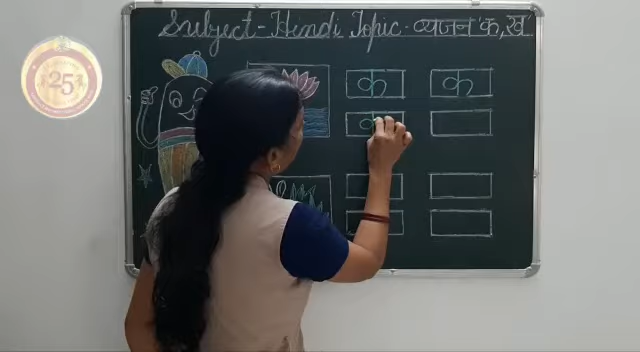 Subject - Hindi Topic - व्यंजन 'क, ख'
क क